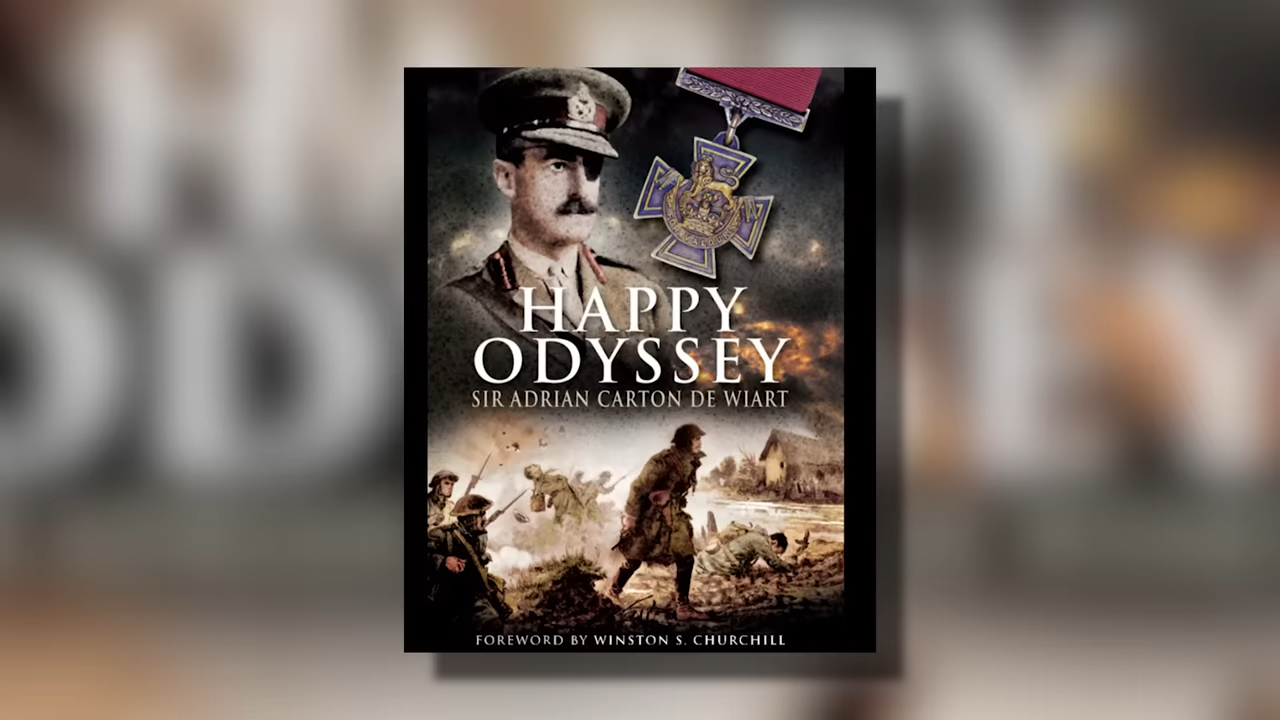 HAPPY
ODYSSEY
SIR ADRIAN CARTON DE WIART
FOREWORD BY WINSTON S. CHURCHILL